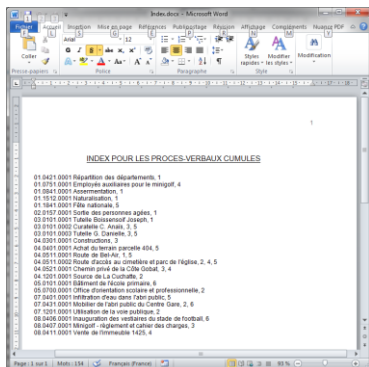 Index.docx - Microsoft Word
Fichier Accueil Insertion Mise en page Références Publipostage Révision Affichage Compléments Nuance PDF
Coller
Arial 12
G I S abe x, x²
Styles rapides
Modifier les styles
Modification
Presse-papiers Police Paragraphe Style
1
INDEX POUR LES PROCES-VERBAUX CUMULES
01.0421.0001 Répartition des départements, 1
01.0751.0001 Employés auxiliaires pour le minigolf, 4
01.0841.0001 Assermentation, 1
01.1512.0001 Naturalisation, 1
01.1841.0001 Fête nationale, 5
02.0157.0001 Sortie des personnes agées, 1
03.0101.0001 Tutelle Boissenoif Joseph, 1
03.0101.0002 Curatelle C. Anaïs, 3, 5
03.0101.0003 Tutelle G. Danielle, 3, 5
04.0301.0001 Constructions, 3
04.0401.0001 Achat du terrain parcelle 404, 5
04.0511.0001 Route de Bel-Air, 1, 5
04.0511.0002 Route d'accès au cimetière et parc de l'église, 2, 4, 5
04.0521.0001 Chemin privé de la Côte Gobat, 3, 4
04.1201.0001 Source de La Cuchatte, 2
05.0101.0001 Bâtiment de l'école primaire, 6
05.0700.0001 Office d'orientation scolaire et professionnelle, 2
07.0401.0001 Infiltration d'eau dans l'abri public, 5
07.0421.0001 Mobilier de l'abri public du Centre Gare, 2, 6
07.1201.0001 Utilisation de la voie publique, 2
08.0406.0001 Inauguration des vestiaires du stade de football, 6
08.0407.0001 Minigolf - règlement et cahier des charges, 3
08.0411.0001 Vente de l'immeuble 1425, 4
Page : 1 sur 1 Mots : 154 Français (France) 93 %